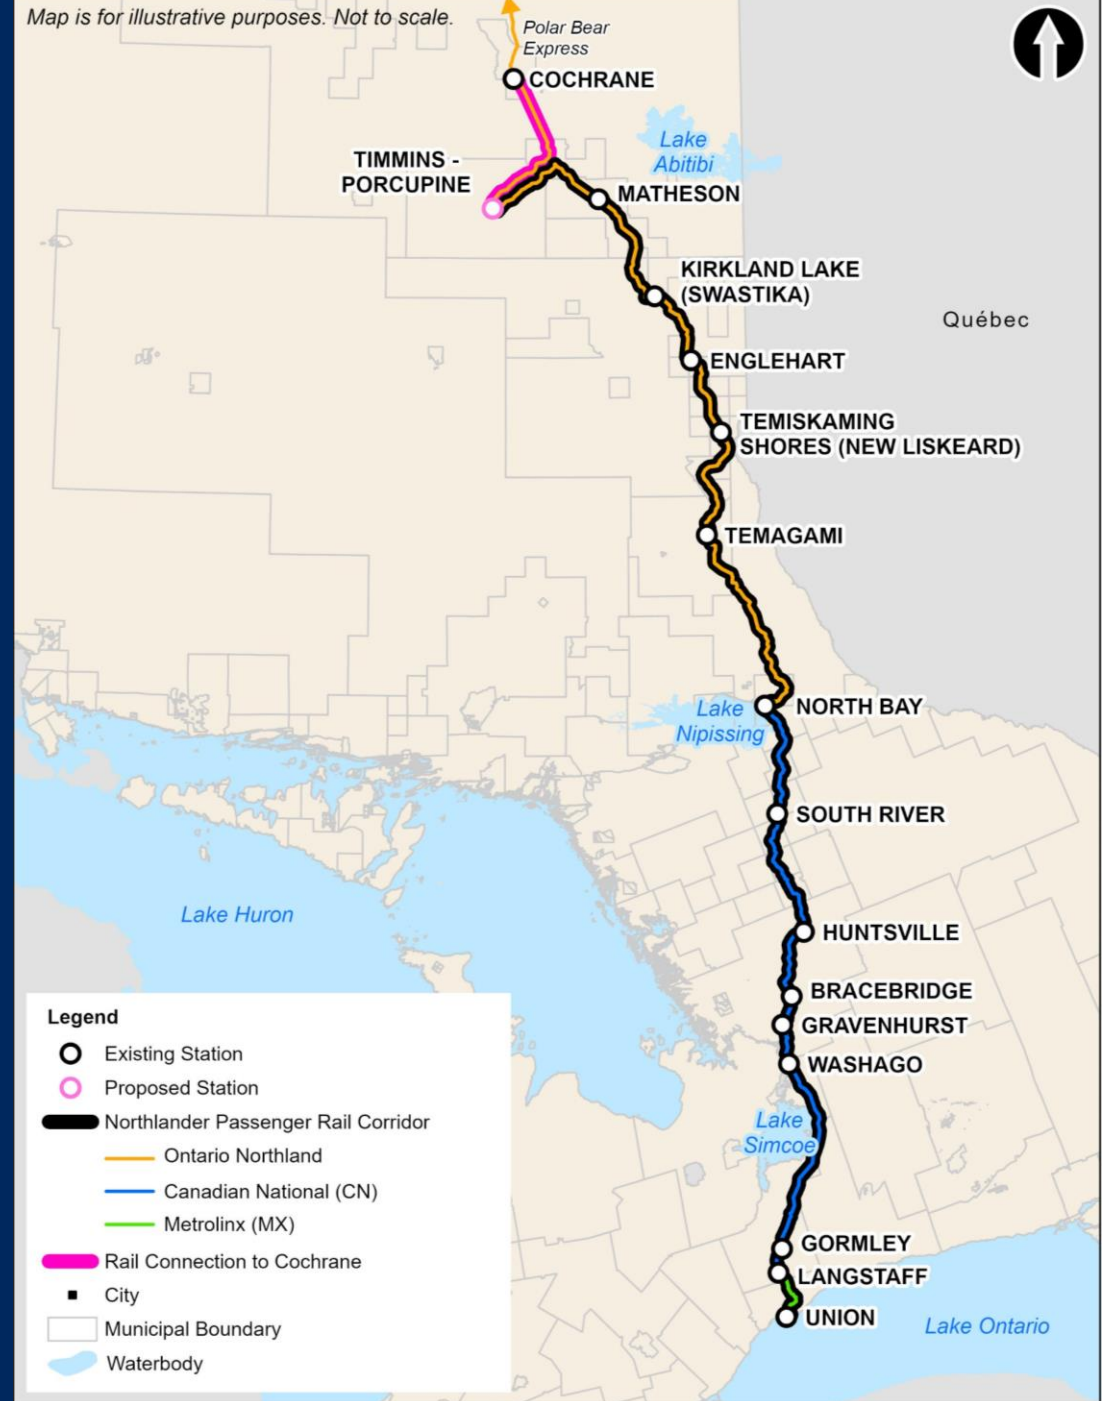 Map is for illustrative purposes. Not to scale.
Polar Bear
Express
COCHRANE
Lake
Abitibi
TIMMINS -
PORCUPINE
MATHESON
KIRKLAND LAKE
(SWASTIKA)
Québec
ENGLEHART
TEMISKAMING
SHORES (NEW LISKEARD)
TEMAGAMI
Lake
Nipissing
NORTH BAY
SOUTH RIVER
Lake Huron
HUNTSVILLE
BRACEBRIDGE
GRAVENHURST
WASHAGO
Lake
Simcoe
GORMLEY
LANGSTAFF
UNION
Lake Ontario
Legend
Existing Station
Proposed Station
Northlander Passenger Rail Corridor
Ontario Northland
Canadian National (CN)
Metrolinx (MX)
Rail Connection to Cochrane
City
Municipal Boundary
Waterbody